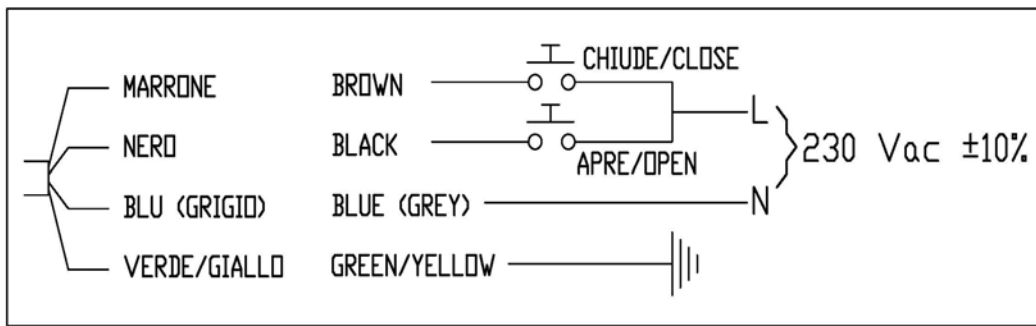 CHIUDE/CLOSE
MARRONE BROWN
L
NERO BLACK
230 Vac ±10%
APRE/OPEN
BLU (GRIGIO) BLUE (GREY) N
VERDE/GIALLO GREEN/YELLOW